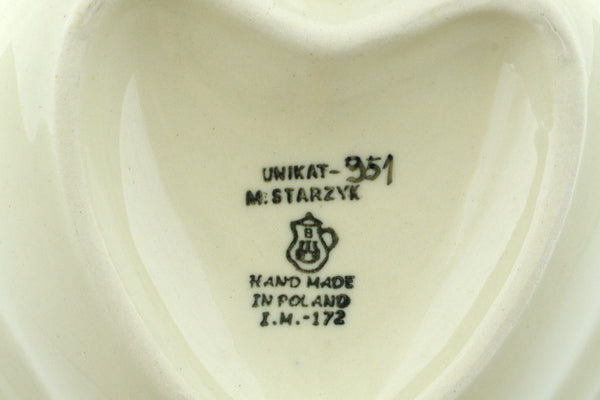 UNIKAT-951
M.STARZYK
B
HAND MADE
IN POLAND
I.M.-172